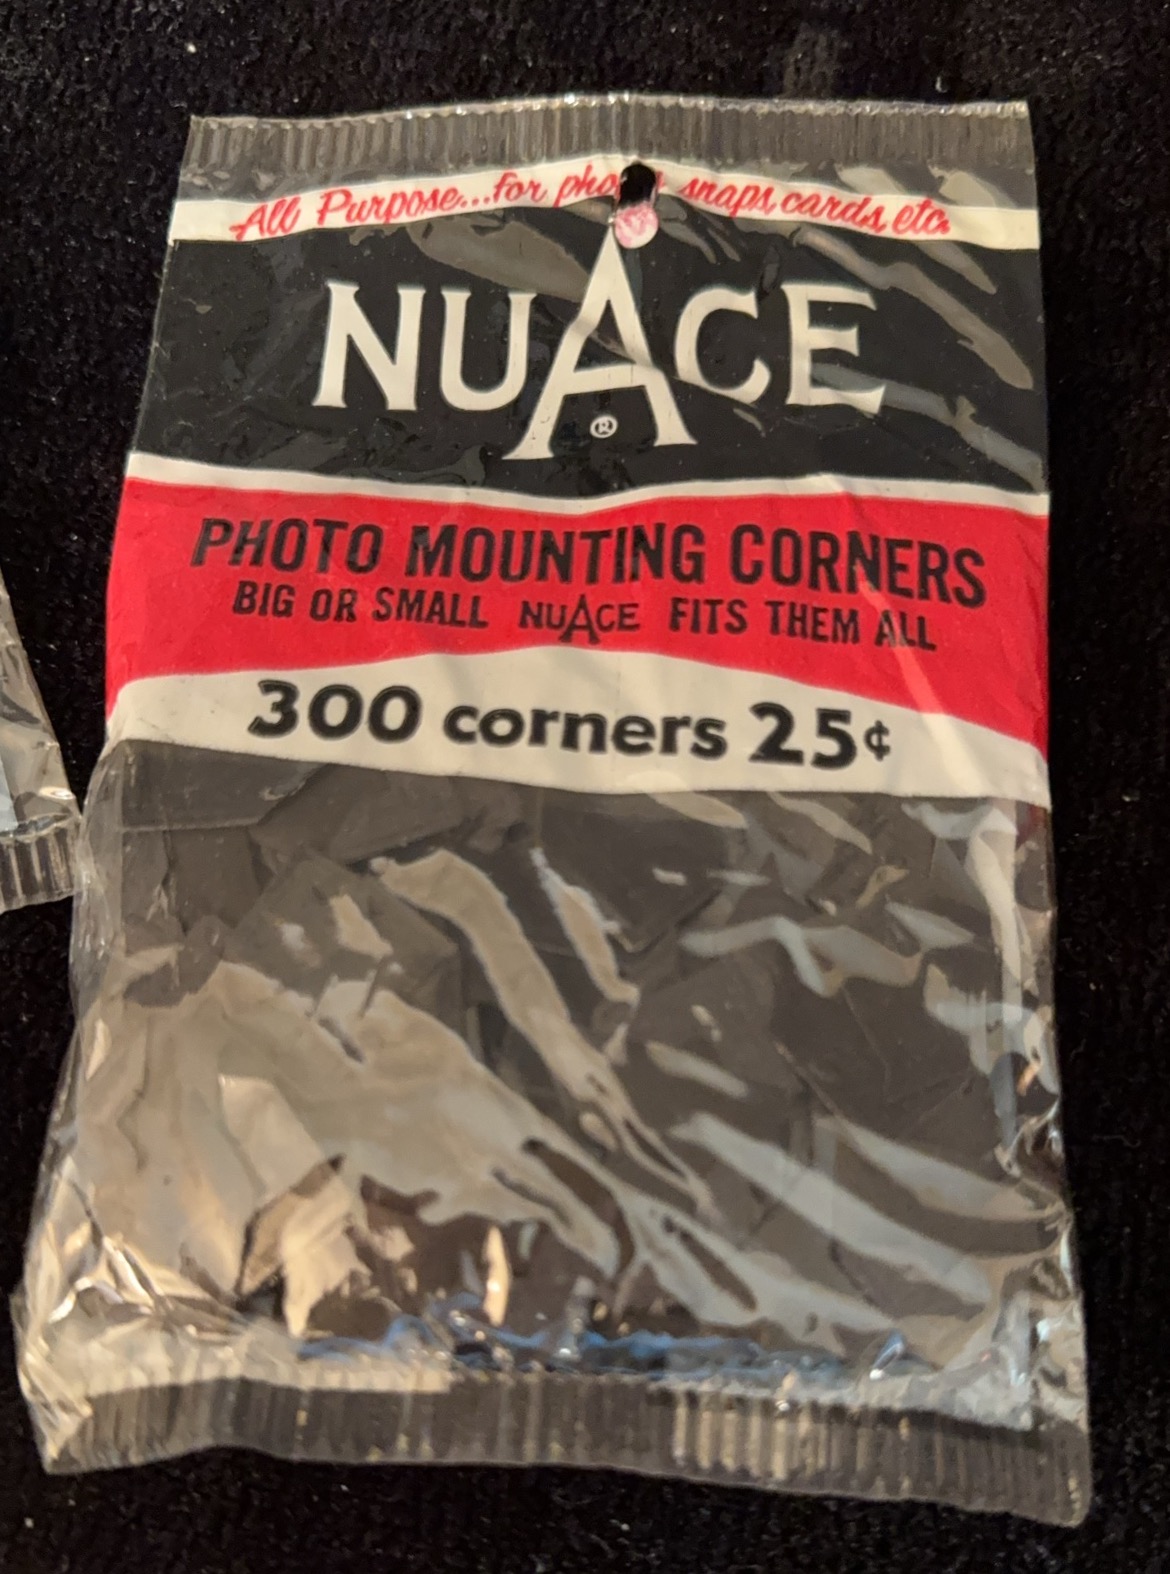 All Purpose...for photos, snaps, cards, etc.
NUACE
®
PHOTO MOUNTING CORNERS
BIG OR SMALL NUACE FITS THEM ALL
300 corners 25¢